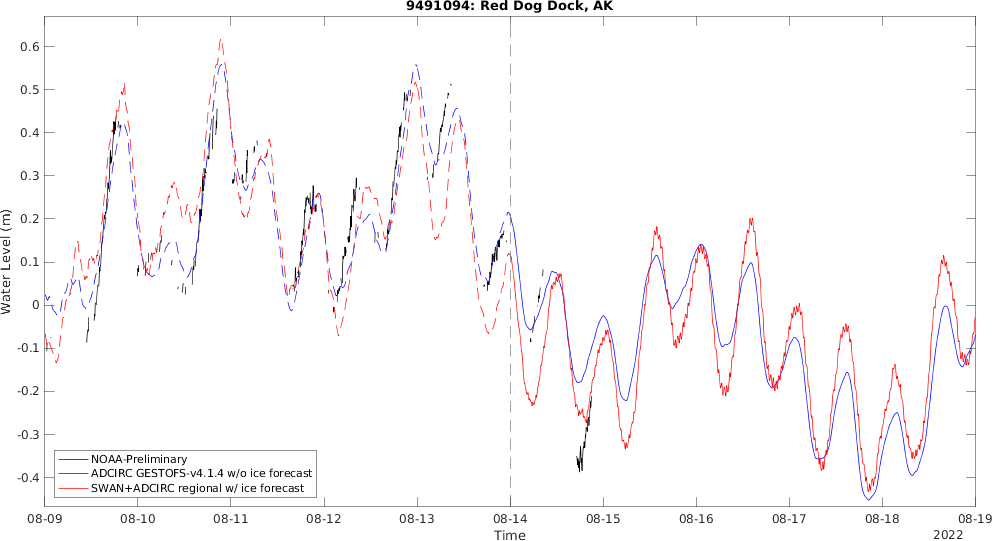 9491094: Red Dog Dock, AK
Water Level (m)
0.6
0.5
0.4
0.3
0.2
0.1
0
-0.1
-0.2
-0.3
-0.4
NOAA-Preliminary
ADCIRC GESTOFS-v4.1.4 w/o ice forecast
SWAN+ADCIRC regional w/ ice forecast
08-09 08-10 08-11 08-12 08-13 08-14 08-15 08-16 08-17 08-18 08-19
Time
2022